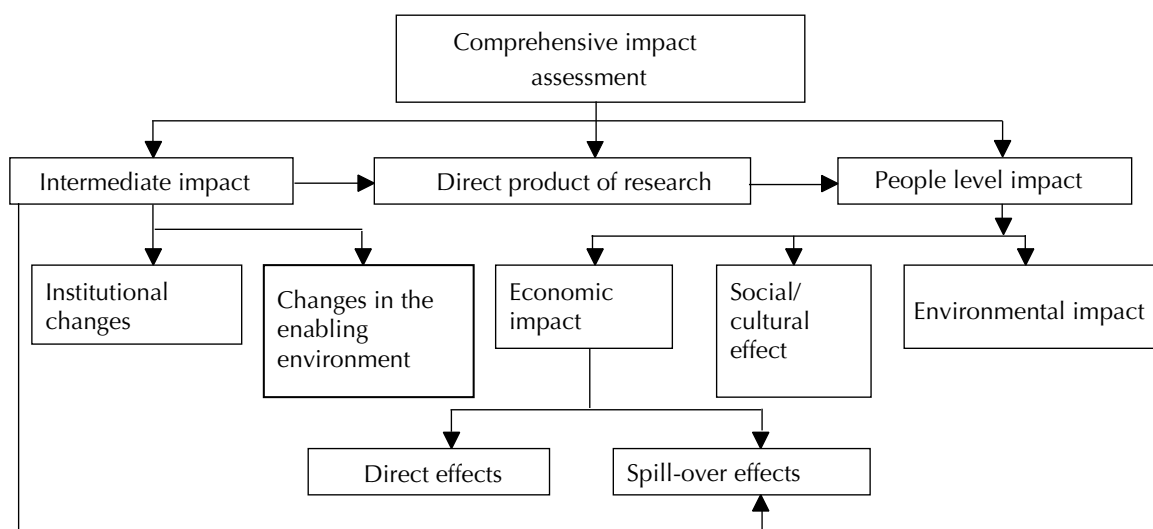 Comprehensive impact
assessment
Intermediate impact
Direct product of research
People level impact
Institutional
changes
Changes in the
enabling
environment
Economic
impact
Social/
cultural
effect
Environmental impact
Direct effects
Spill-over effects